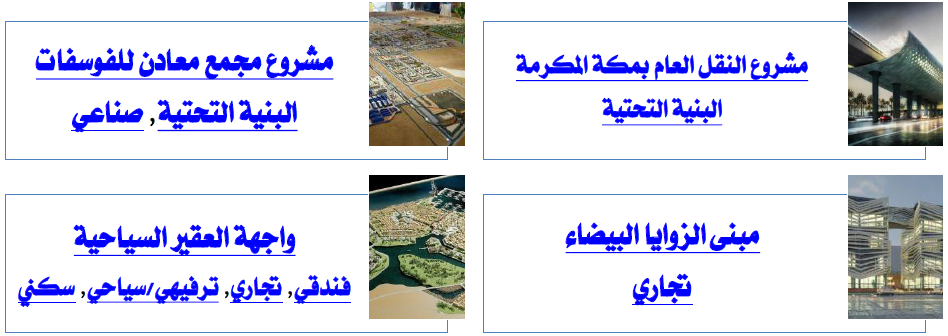 مشروع النقل العام بمكة المكرمة
البنية التحتية
مشروع مجمع معادن للفوسفات
البنية التحتية, صناعي
مبنى الزوايا البيضاء
تجاري
واجهة العقير السياحية
فندقي, تجاري, ترفيهي/سياحي, سكني